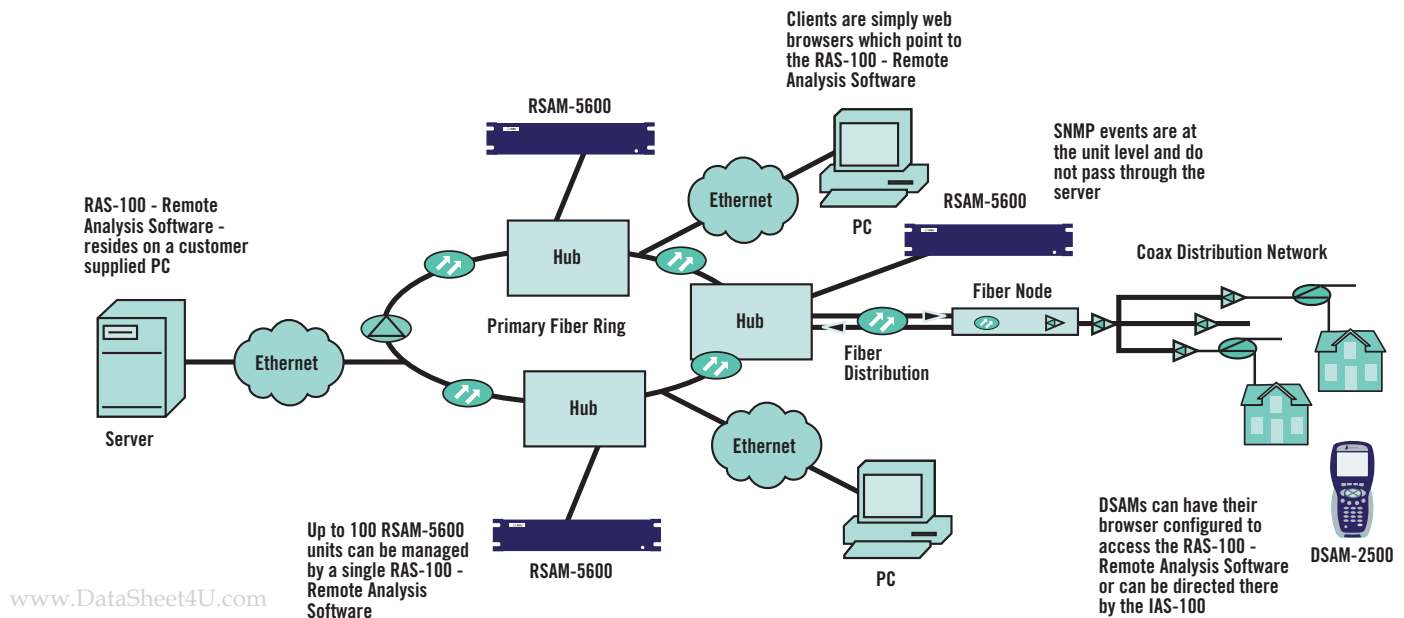 Clients are simply web
browsers which point to
the RAS-100 - Remote
Analysis Software
RSAM-5600
SNMP events are at
the unit level and do
not pass through the
server
RAS-100 - Remote
Analysis Software -
resides on a customer
supplied PC
Ethernet
PC
RSAM-5600
Hub
Coax Distribution Network
Primary Fiber Ring
Hub
Fiber Node
Ethernet
Fiber
Distribution
Server
Hub
Ethernet
Up to 100 RSAM-5600
units can be managed
by a single RAS-100 -
Remote Analysis
Software
RSAM-5600
PC
DSAMs can have their
browser configured to
access the RAS-100 -
Remote Analysis Software
or can be directed there
by the IAS-100
DSAM-2500
www.DataSheet4U.com